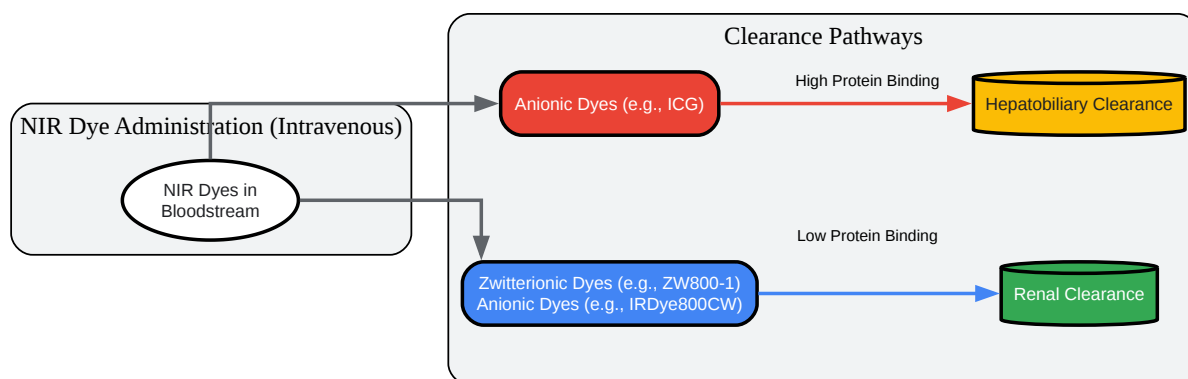 Clearance Pathways
High Protein Binding
Anionic Dyes (e.g., ICG)
Hepatobiliary Clearance
NIR Dye Administration (Intravenous)
NIR Dyes in
Bloodstream
Low Protein Binding
Zwitterionic Dyes (e.g., ZW800-1)
Anionic Dyes (e.g., IRDye800CW)
Renal Clearance